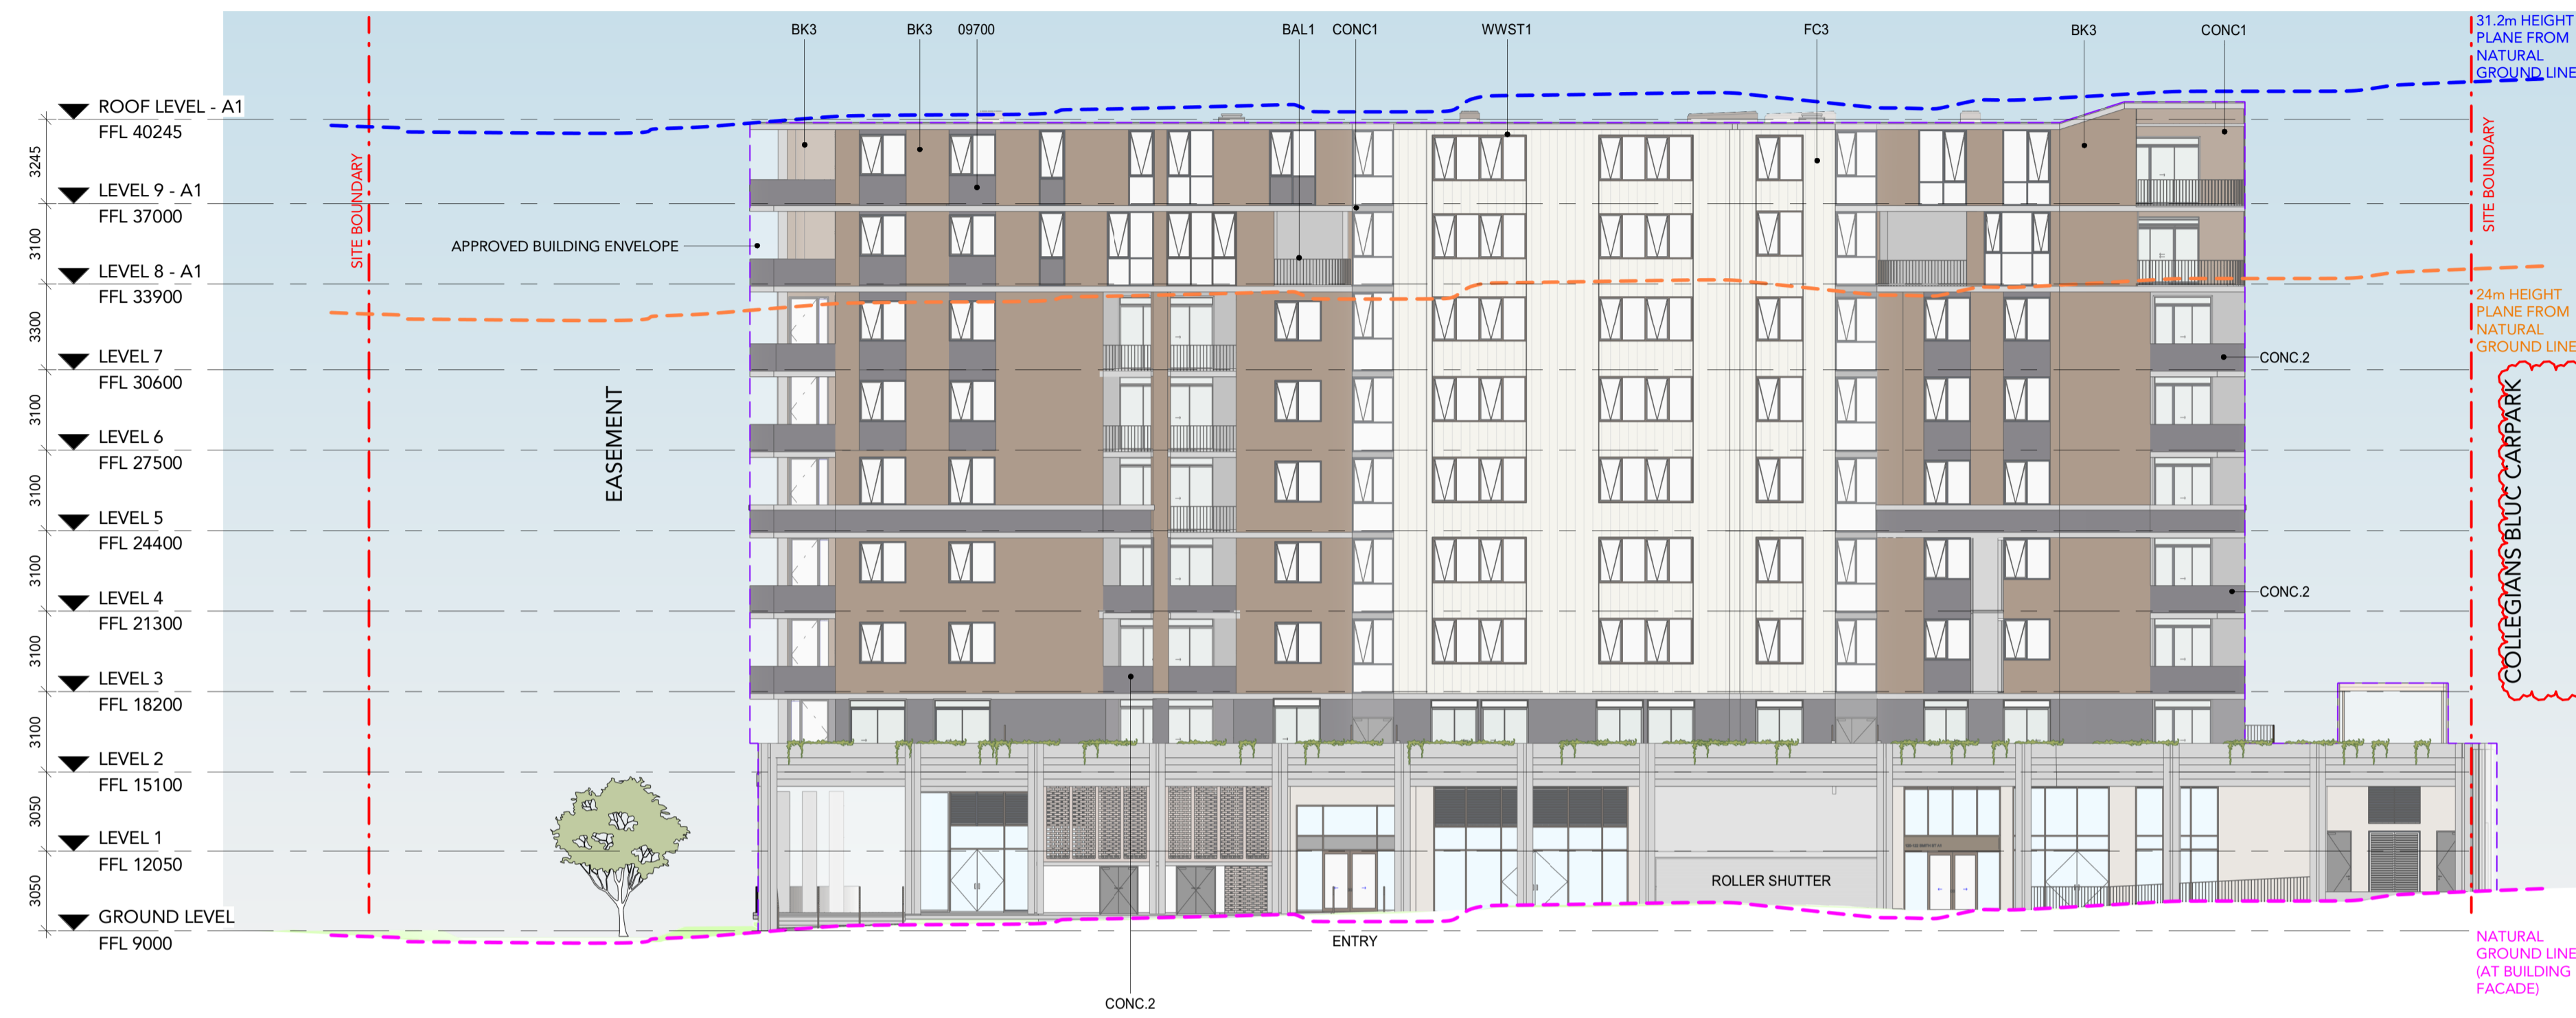 BK3
BK3
09700
BAL1
CONC1
WWST1
FC3
BK3
CONC1
31.2m HEIGHT
PLANE FROM
NATURAL
GROUND LINE
ROOF LEVEL - A1
FFL 40245
3245
LEVEL 9 - A1
FFL 37000
3100
LEVEL 8 - A1
FFL 33900
3300
LEVEL 7
FFL 30600
3100
LEVEL 6
FFL 27500
3100
LEVEL 5
FFL 24400
3100
LEVEL 4
FFL 21300
3100
LEVEL 3
FFL 18200
3100
LEVEL 2
FFL 15100
3050
LEVEL 1
FFL 12050
3050
GROUND LEVEL
FFL 9000
SITE BOUNDARY
APPROVED BUILDING ENVELOPE
EASEMENT
SITE BOUNDARY
24m HEIGHT
PLANE FROM
NATURAL
GROUND LINE
CONC.2
COLLEGIANS BLUC CARPARK
CONC.2
ROLLER SHUTTER
ENTRY
CONC.2
NATURAL
GROUND LINE
(AT BUILDING
FACADE)